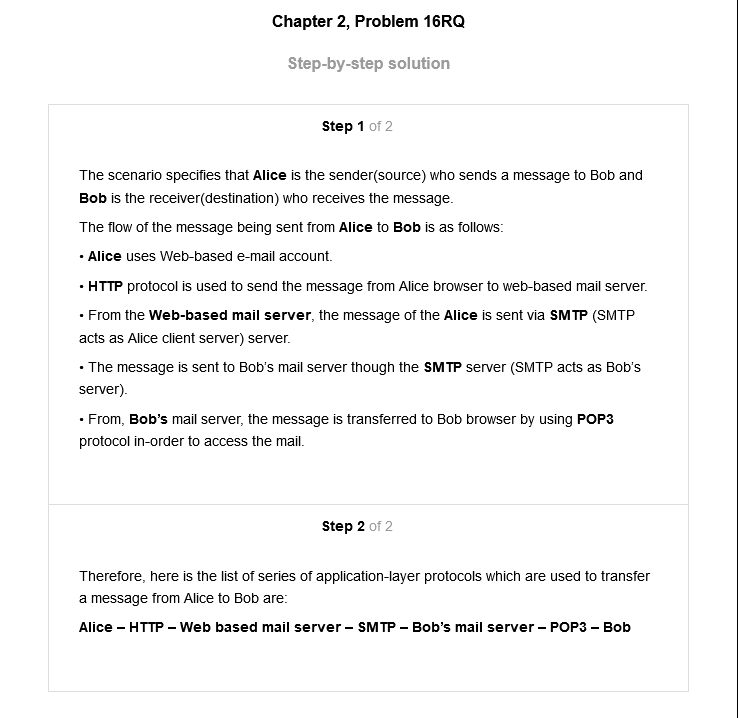 Chapter 2, Problem 16RQ
Step-by-step solution
Step 1 of 2
The scenario specifies that Alice is the sender(source) who sends a message to Bob and
Bob is the receiver(destination) who receives the message.
The flow of the message being sent from Alice to Bob is as follows:
• Alice uses Web-based e-mail account.
• HTTP protocol is used to send the message from Alice browser to web-based mail server.
• From the Web-based mail server, the message of the Alice is sent via SMTP (SMTP
acts as Alice client server) server.
• The message is sent to Bob's mail server though the SMTP server (SMTP acts as Bob's
server).
• From, Bob's mail server, the message is transferred to Bob browser by using POP3
protocol in-order to access the mail.
Step 2 of 2
Therefore, here is the list of series of application-layer protocols which are used to transfer
a message from Alice to Bob are:
Alice – HTTP – Web based mail server – SMTP – Bob's mail server – POP3 – Bob